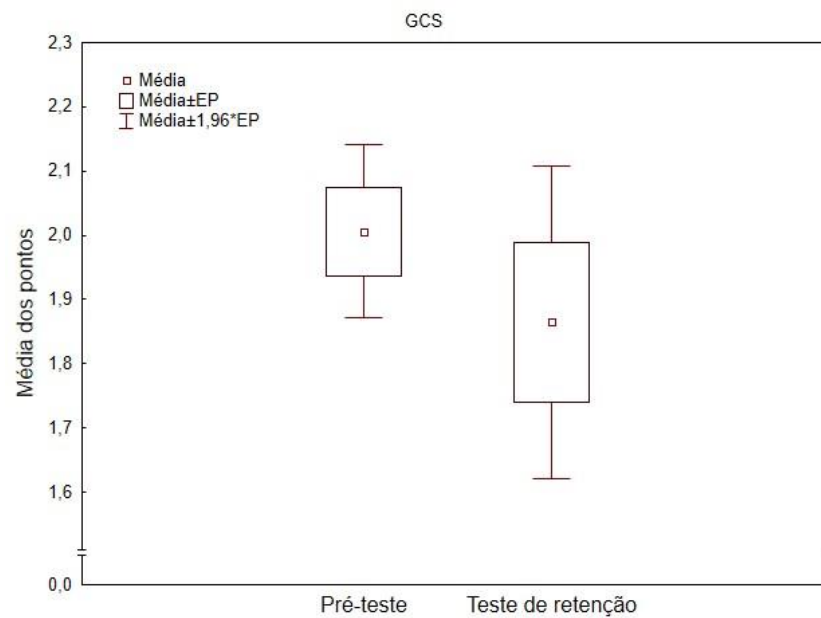 GCS
Média
Média±EP
Média±1,96*EP
Média dos pontos
2,3
2,2
2,1
2,0
1,9
1,8
1,7
1,6
0,0
Pré-teste
Teste de retenção